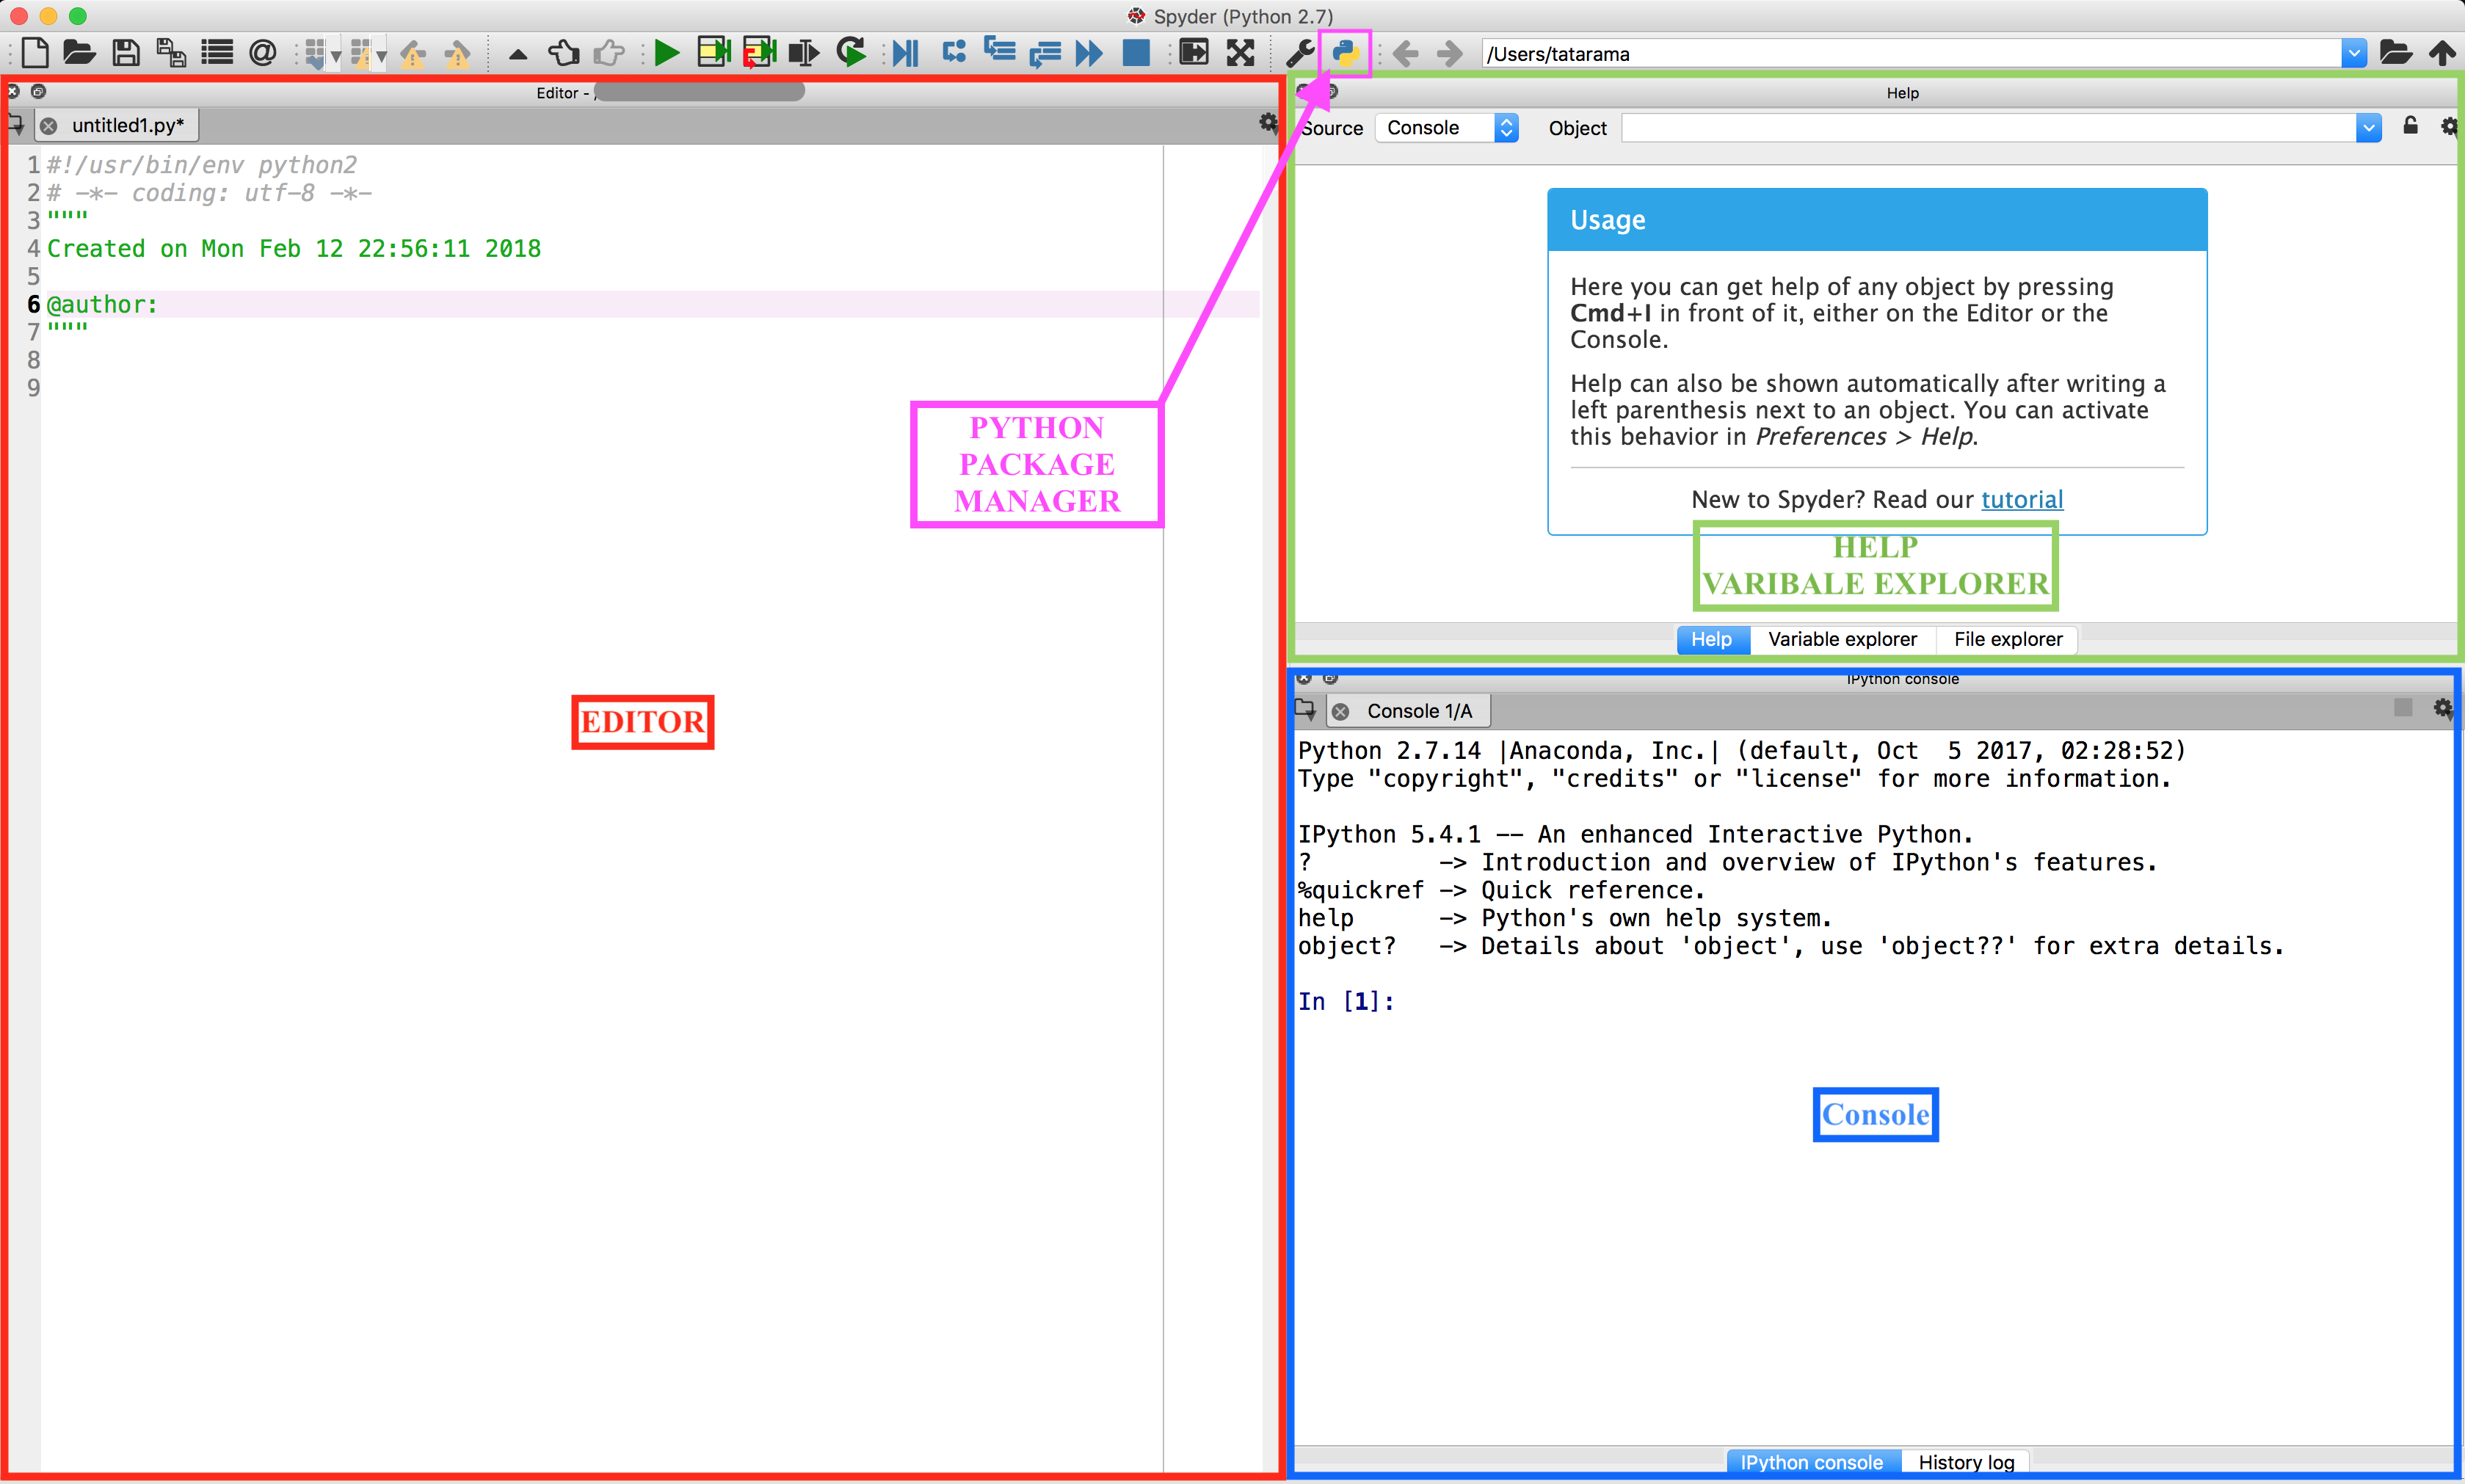 Spyder (Python 2.7)
/Users/tatarama
Editor - /
untitled1.py*
1 #!/usr/bin/env python2
2 # -*- coding: utf-8 -*-
3 """
4 Created on Mon Feb 12 22:56:11 2018
5
6 @author:
7 """
8
9
PYTHON
PACKAGE
MANAGER
EDITOR
Help
Source Console Object
Usage
Here you can get help of any object by pressing
Cmd+I in front of it, either on the Editor or the
Console.
Help can also be shown automatically after writing a
left parenthesis next to an object. You can activate
this behavior in Preferences > Help.
New to Spyder? Read our tutorial
HELP
VARIBALE EXPLORER
Help Variable explorer File explorer
IPython console
Console 1/A
Python 2.7.14 |Anaconda, Inc.| (default, Oct  5 2017, 02:28:52)
Type "copyright", "credits" or "license" for more information.
IPython 5.4.1 -- An enhanced Interactive Python.
?         -> Introduction and overview of IPython's features.
%quickref -> Quick reference.
help      -> Python's own help system.
object?   -> Details about 'object', use 'object??' for extra details.
In [1]:
Console
IPython console History log